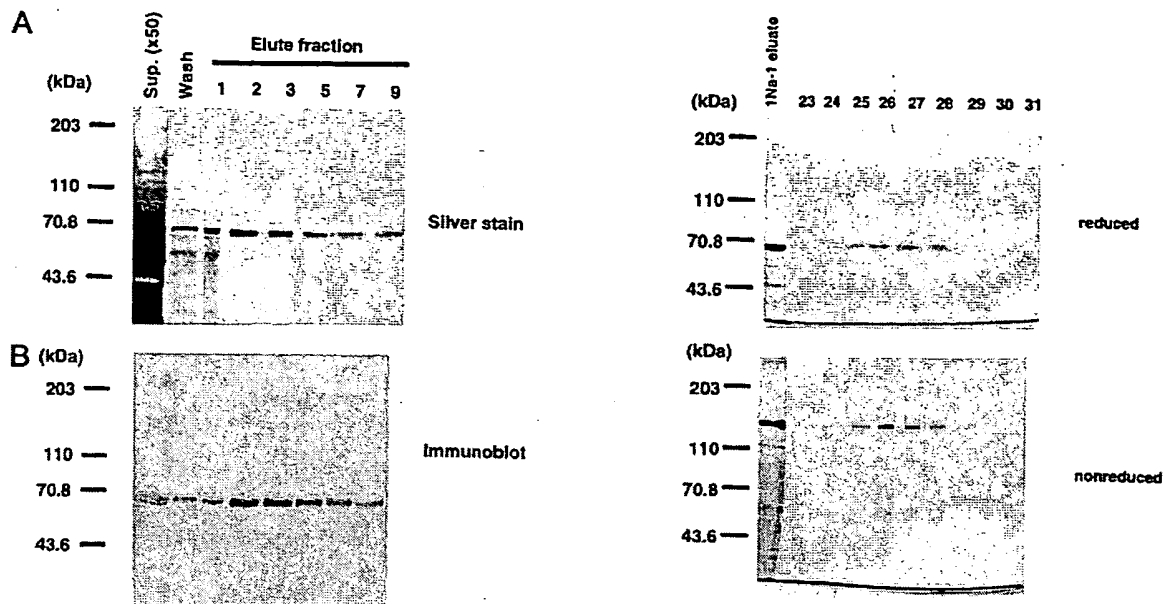 A
Elute fraction
(kDa) Sup. (x50) Wash 1 2 3 5 7 9
203
110
70.8
43.6
Silver stain
B (kDa)
203
110
70.8
43.6
Immunoblot
(kDa) 1Na-1 eluate 23 24 25 26 27 28 29 30 31
203
110
70.8
43.6
reduced
(kDa)
203
110
70.8
43.6
nonreduced